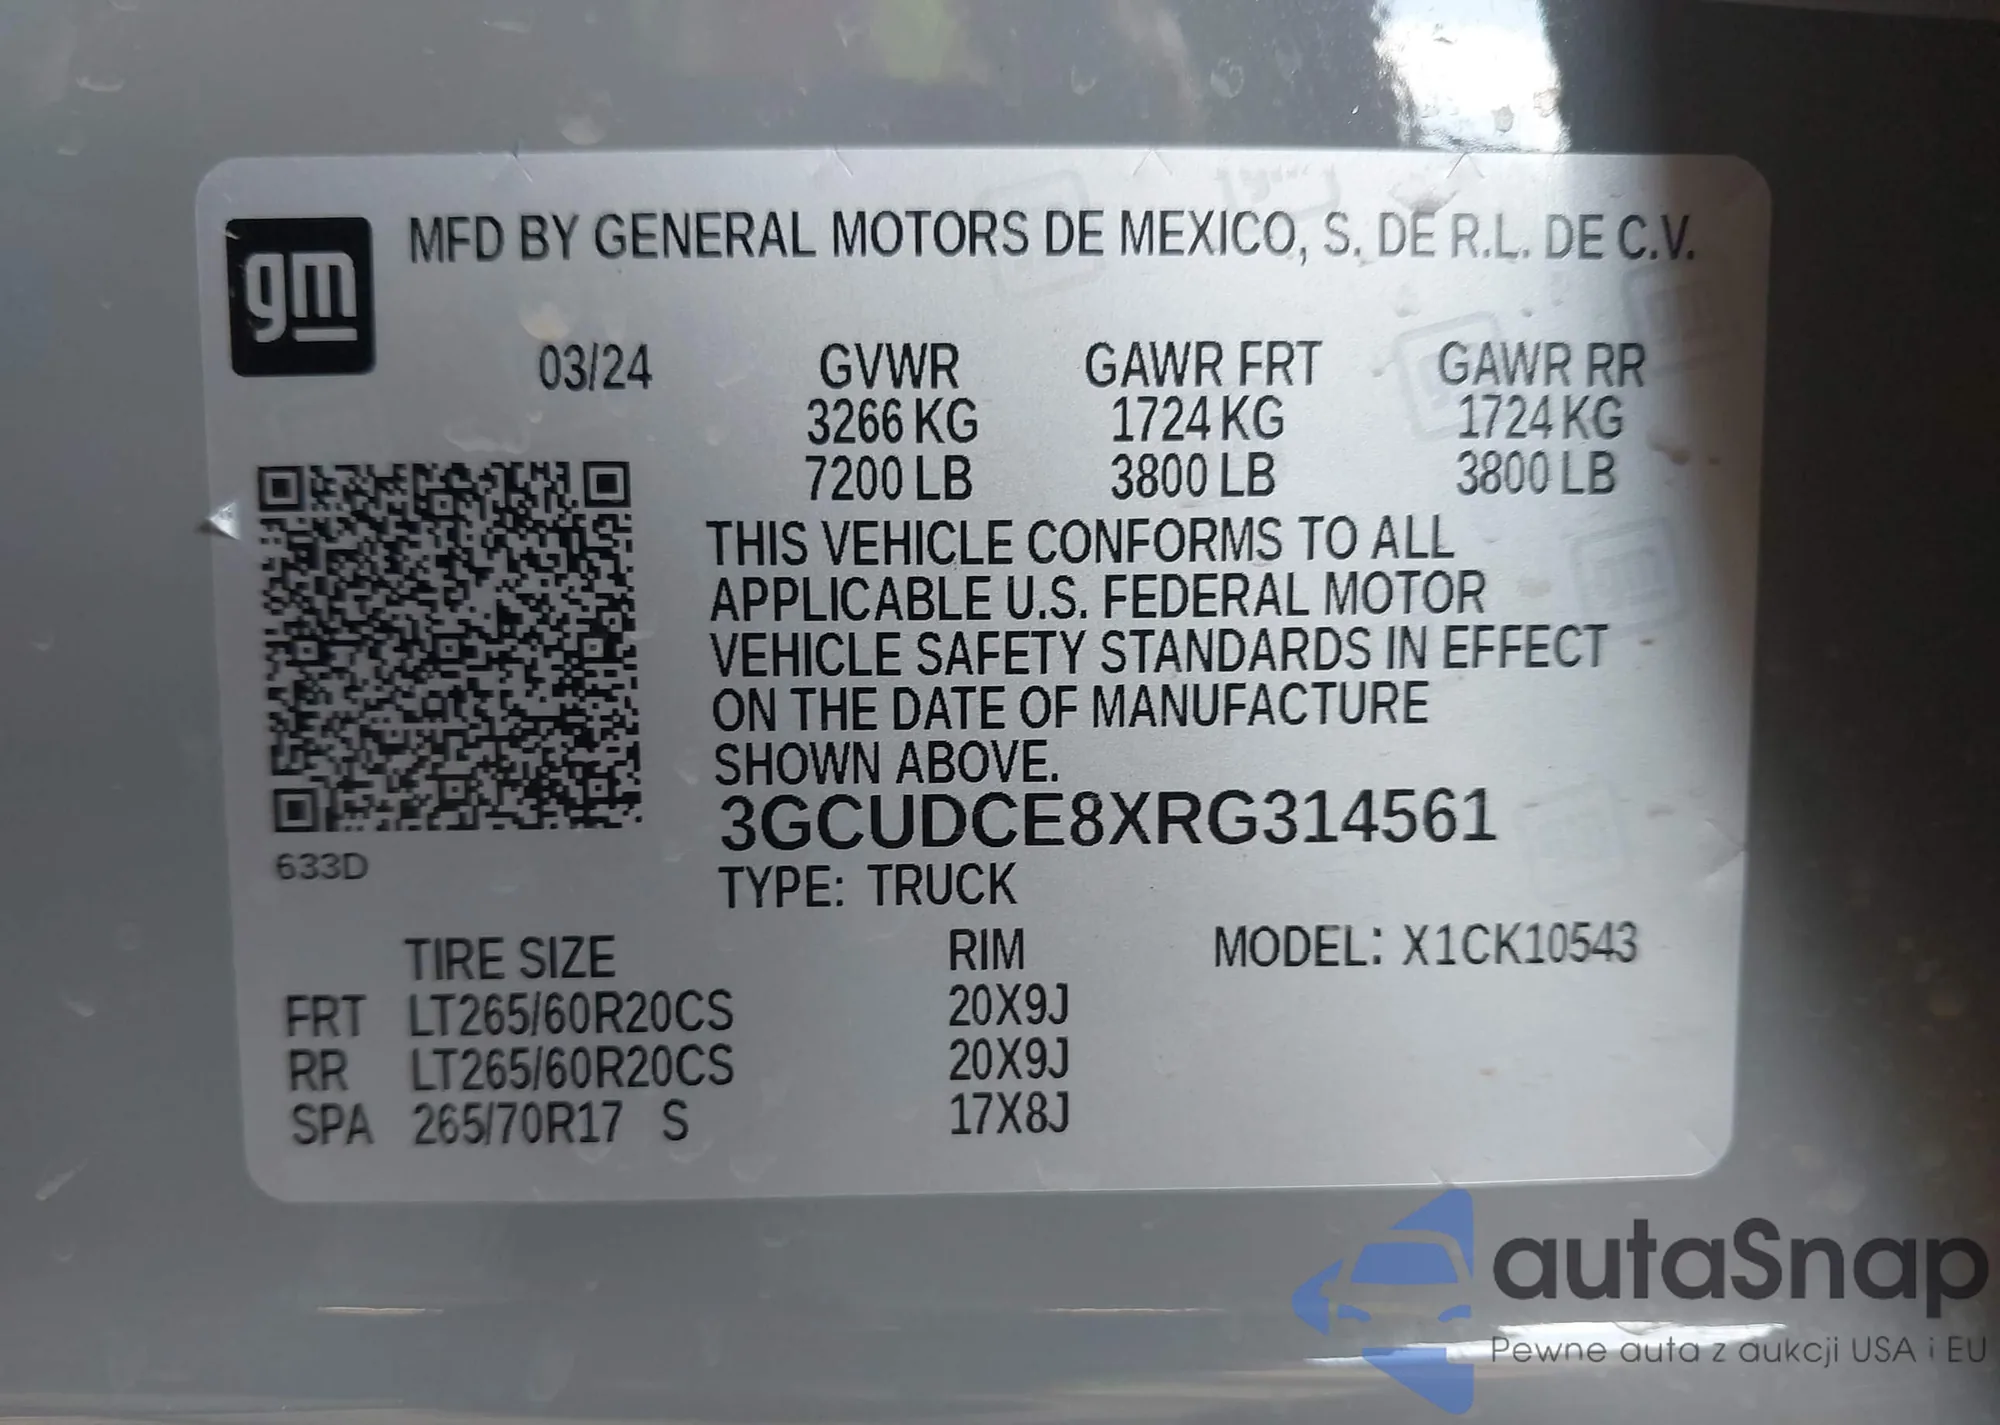 gm
MFD BY GENERAL MOTORS DE MEXICO, S. DE R.L. DE C.V.
03/24 GVWR GAWR FRT GAWR RR
3266 KG 1724 KG 1724 KG
7200 LB 3800 LB 3800 LB
THIS VEHICLE CONFORMS TO ALL
APPLICABLE U.S. FEDERAL MOTOR
VEHICLE SAFETY STANDARDS IN EFFECT
ON THE DATE OF MANUFACTURE
SHOWN ABOVE.
3GCUDCE8XRG314561
633D
TYPE: TRUCK
TIRE SIZE RIM MODEL: X1CK10543
FRT LT265/60R20CS 20X9J
RR LT265/60R20CS 20X9J
SPA 265/70R17 S 17X8J
autaSnap
Pewne auta z aukcji USA i EU